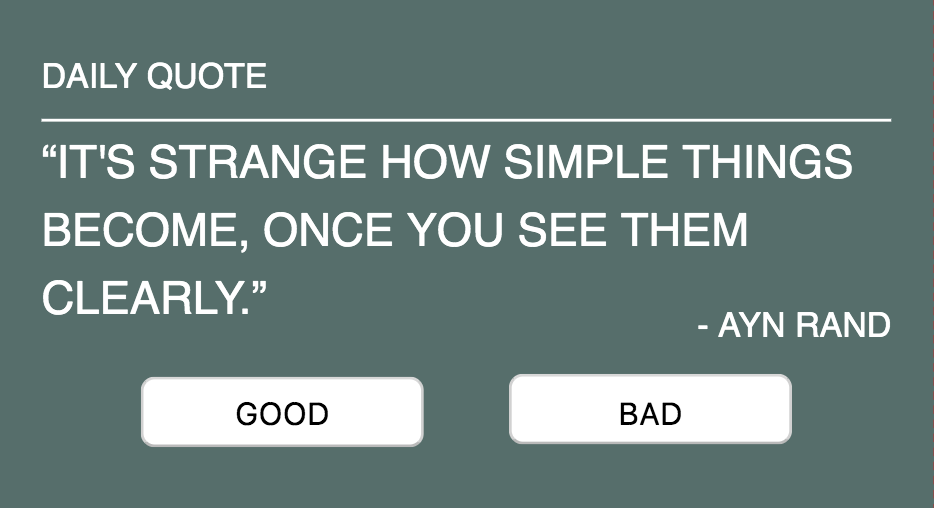 DAILY QUOTE
“IT'S STRANGE HOW SIMPLE THINGS
BECOME, ONCE YOU SEE THEM
CLEARLY.”
- AYN RAND
GOOD
BAD